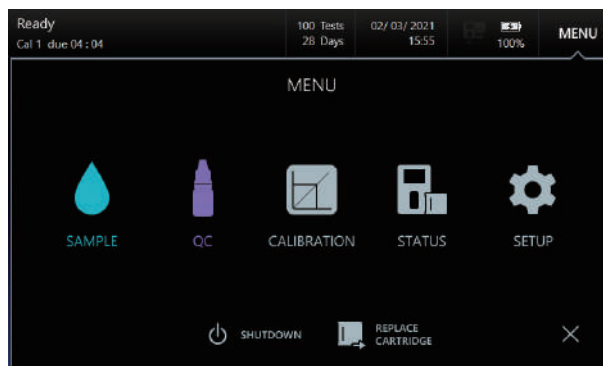 Ready
Cal 1 due 04:04
100 Tests
28 Days
02/03/2021
15:55
100%
MENU
MENU
SAMPLE
QC
CALIBRATION
STATUS
SETUP
SHUTDOWN
REPLACE
CARTRIDGE